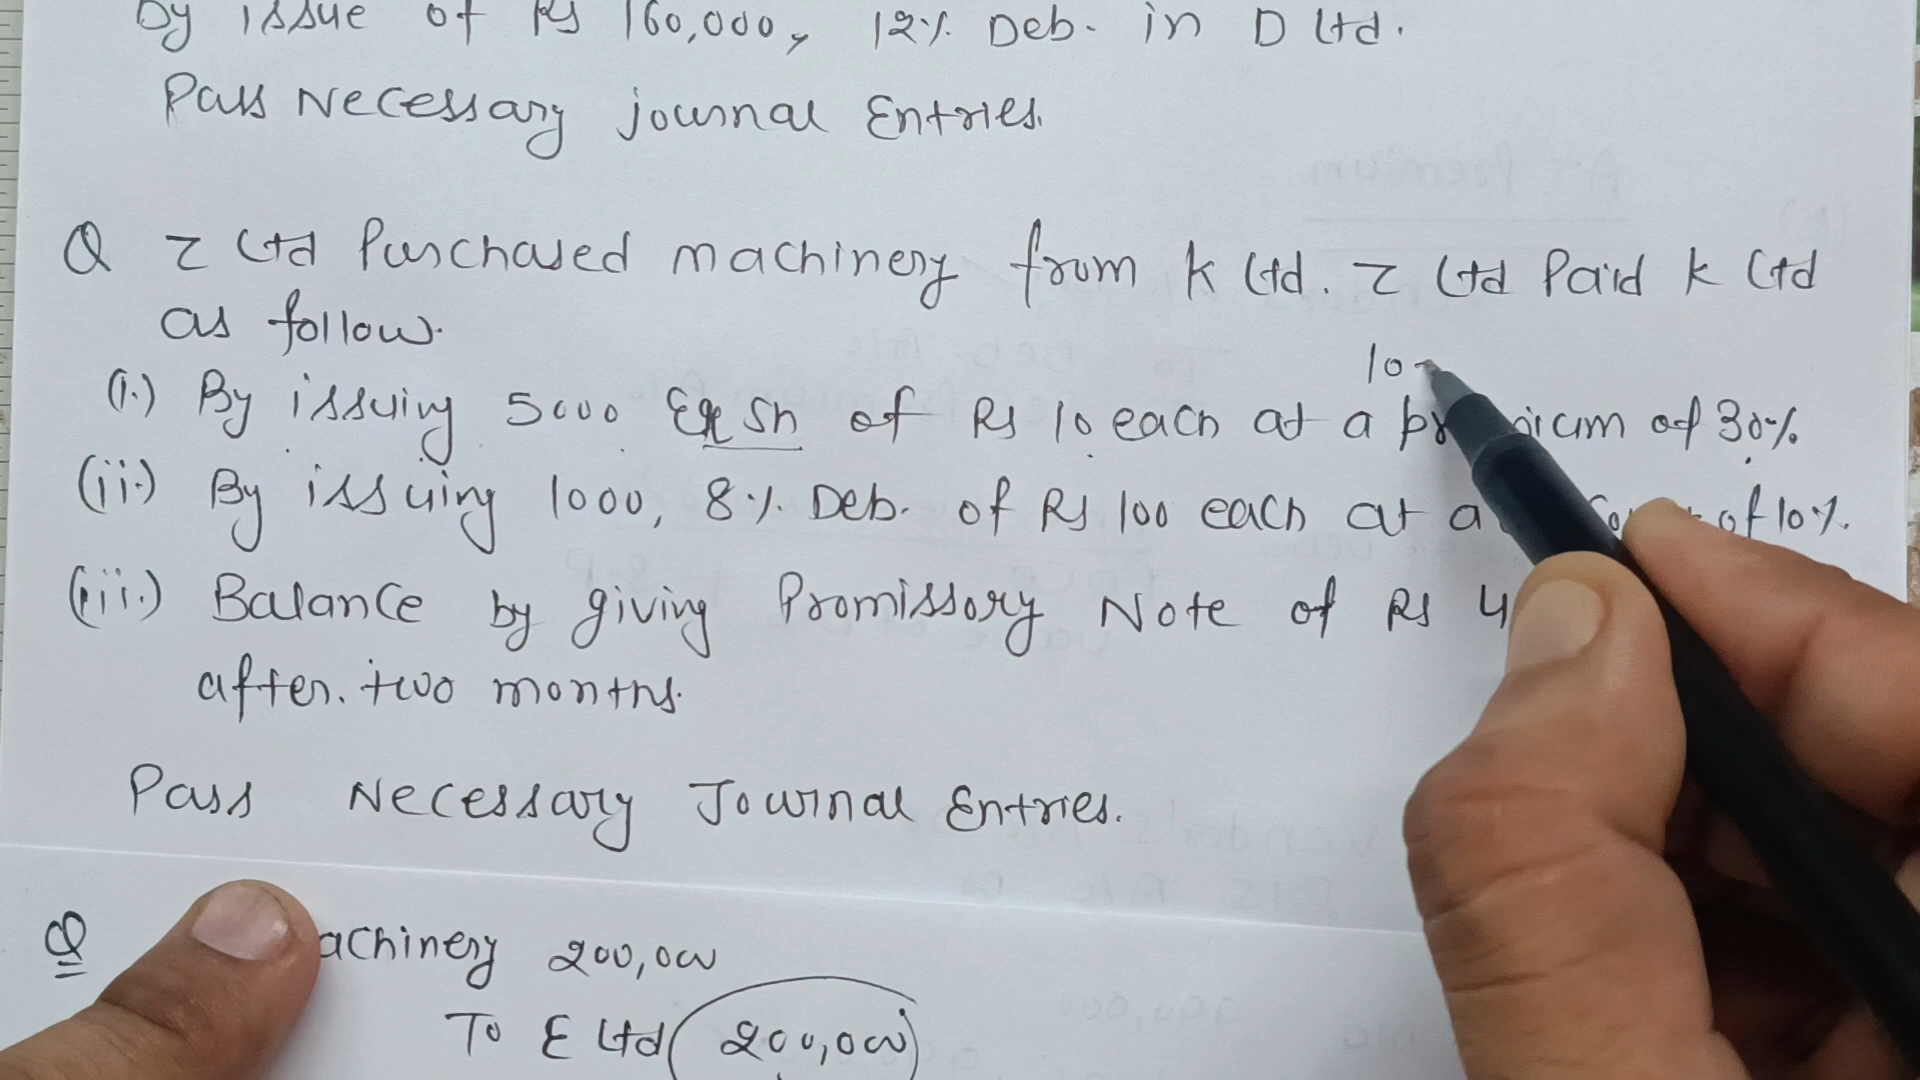 By issue of Rs 160,000, 12% Deb. in D Ltd.
Pass Necessary journal Entries.
Q Z Ltd Purchased machinery from K Ltd. Z Ltd Paid K Ltd
as follow.
10
(i.) By issuing 5000 Eq Sh of Rs 10 each at a of 30%
(ii.) By issuing 1000, 8% Deb. of Rs 100 each at a of 10%.
(iii.) Balance by giving Promissory Note of Rs
after. two months.
Pass Necessary Journal Entries.
Q achinery 200,000
To E Ltd 200,000